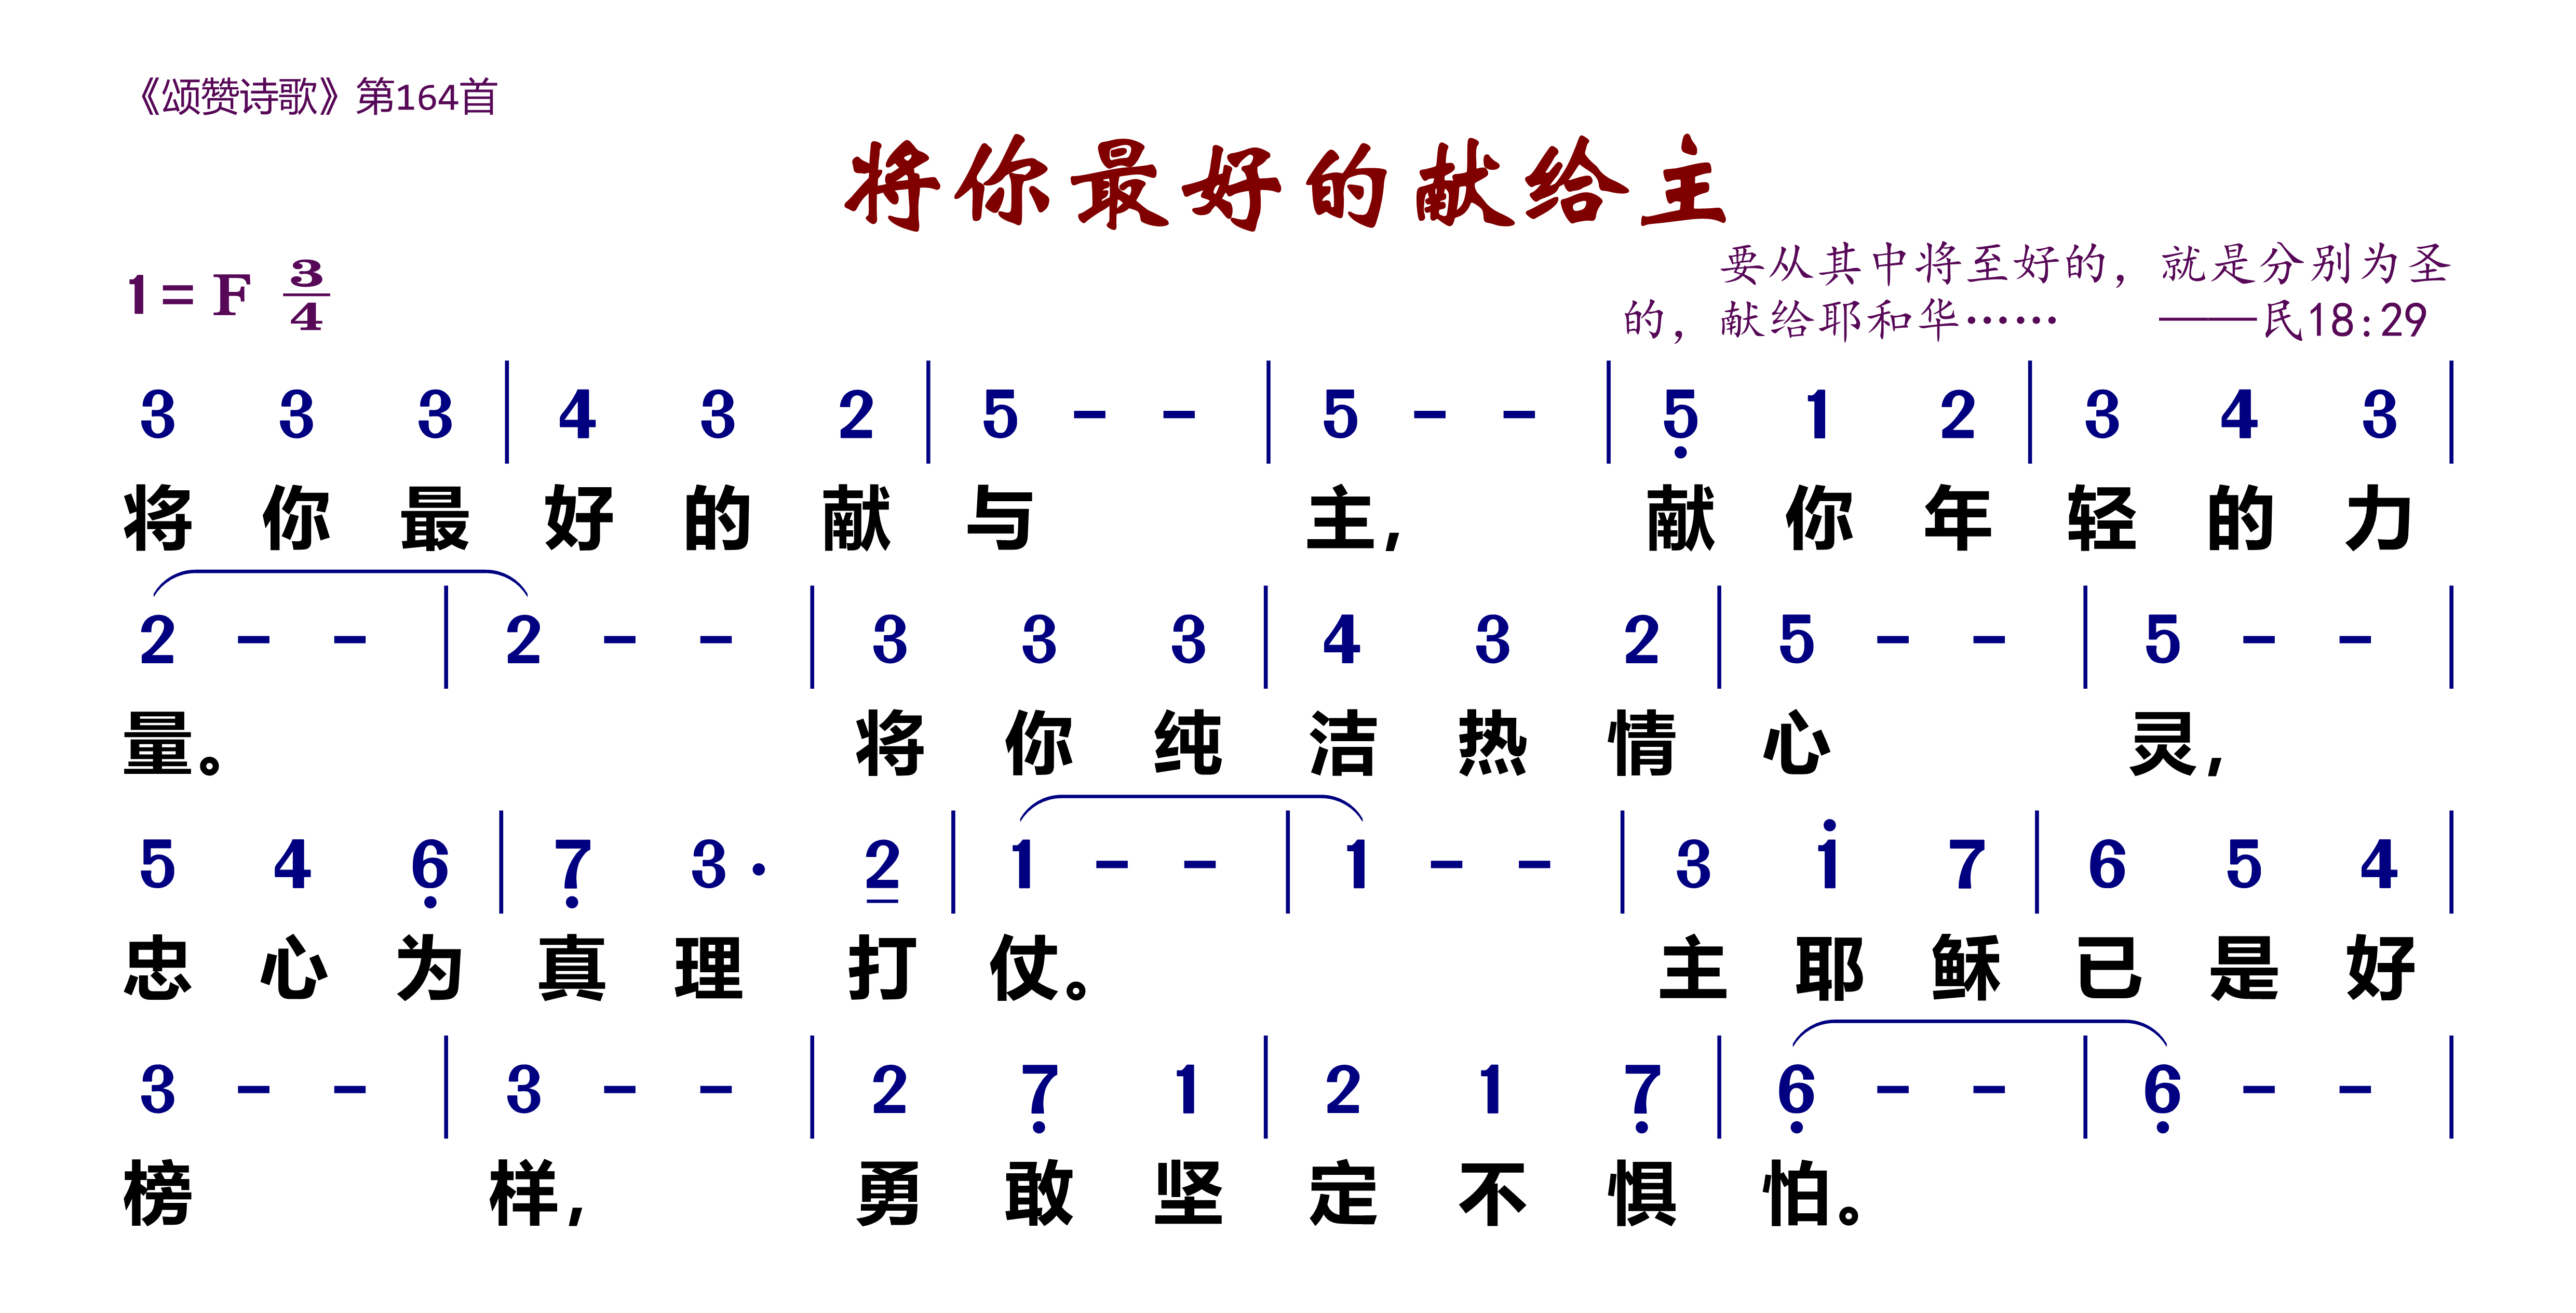 《颂赞诗歌》第164首
将你最好的献给主
1= F 3/4
要从其中将至好的，就是分别为圣
的，献给耶和华…… ——民18:29
3 3 3 | 4 3 2 | 5 - - | 5 - - | 5̣ 1 2 | 3 4 3 |
将 你 最 好 的 献 与 主, 献 你 年 轻 的 力
2 - - | 2 - - | 3 3 3 | 4 3 2 | 5 - - | 5 - - |
量。 将 你 纯 洁 热 情 心 灵,
5 4 6̣ | 7̣ 3 · 2 | 1 - - | 1 - - | 3 1̇ 7 | 6 5 4 |
忠 心 为 真 理 打 仗。 主 耶 稣 已 是 好
3 - - | 3 - - | 2 7̣ 1 | 2 1 7̣ | 6̣ - - | 6̣ - - |
榜 样, 勇 敢 坚 定 不 惧 怕。